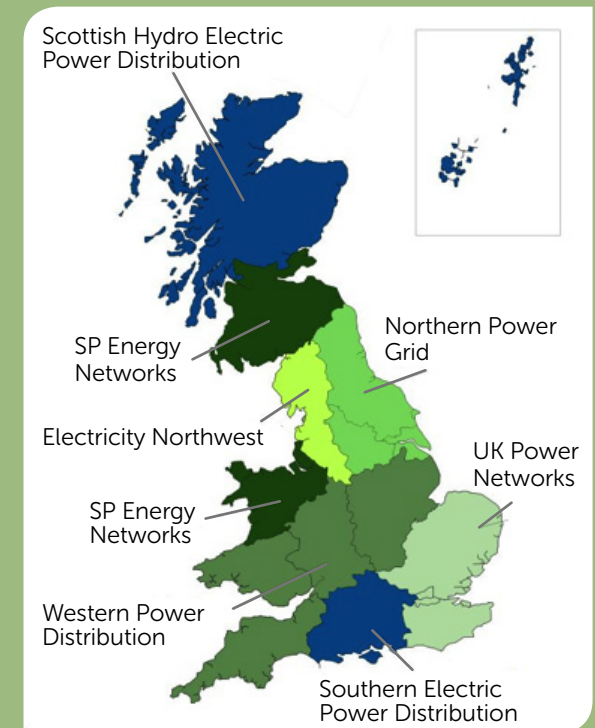 Scottish Hydro Electric
Power Distribution
Northern Power
Grid
SP Energy
Networks
Electricity Northwest
UK Power
Networks
SP Energy
Networks
Western Power
Distribution
Southern Electric
Power Distribution